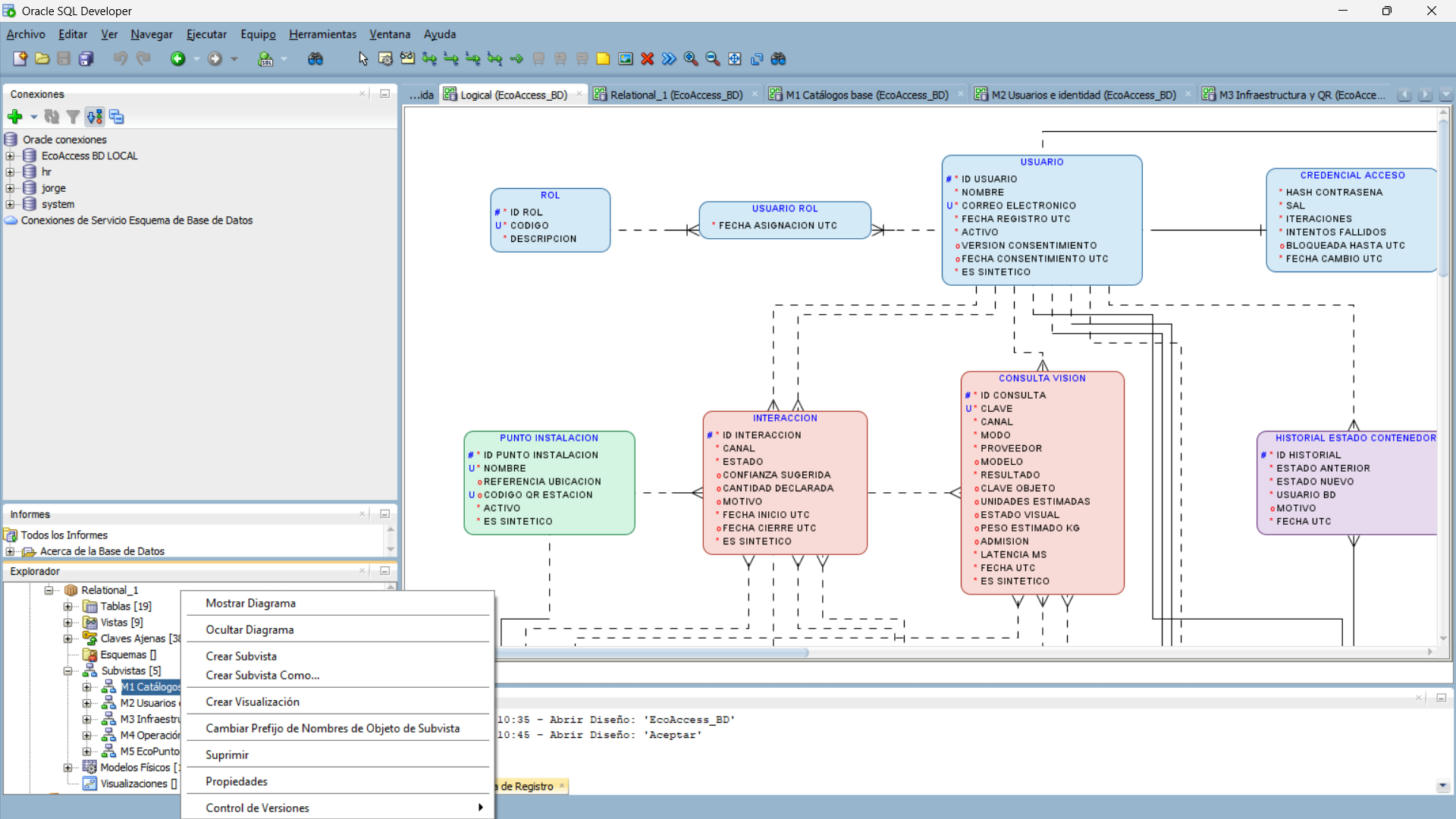 Oracle SQL Developer
Archivo Editar Ver Navegar Ejecutar Equipo Herramientas Ventana Ayuda
Conexiones
Oracle conexiones
EcoAccess BD LOCAL
hr
jorge
system
Conexiones de Servicio Esquema de Base de Datos
Informes
Todos los Informes
Acerca de la Base de Datos
Explorador
Relational_1
Tablas [19]
Vistas [9]
Claves Ajenas [38
Esquemas []
Subvistas [5]
M1 Catálogos
M2 Usuarios
M3 Infraestru
M4 Operación
M5 EcoPunto
Modelos Físicos [1
Visualizaciones []
Mostrar Diagrama
Ocultar Diagrama
Crear Subvista
Crear Subvista Como...
Crear Visualización
Cambiar Prefijo de Nombres de Objeto de Subvista
Suprimir
Propiedades
Control de Versiones
...ida Logical (EcoAccess_BD) Relational_1 (EcoAccess_BD) M1 Catálogos base (EcoAccess_BD) M2 Usuarios e identidad (EcoAccess_BD) M3 Infraestructura y QR (EcoAcce...
ROL
# * ID ROL
U * CODIGO
* DESCRIPCION
USUARIO ROL
* FECHA ASIGNACION UTC
USUARIO
# * ID USUARIO
* NOMBRE
U * CORREO ELECTRONICO
* FECHA REGISTRO UTC
* ACTIVO
o VERSION CONSENTIMIENTO
o FECHA CONSENTIMIENTO UTC
* ES SINTETICO
CREDENCIAL ACCESO
* HASH CONTRASENA
* SAL
* ITERACIONES
* INTENTOS FALLIDOS
o BLOQUEADA HASTA UTC
* FECHA CAMBIO UTC
PUNTO INSTALACION
# * ID PUNTO INSTALACION
U * NOMBRE
o REFERENCIA UBICACION
U o CODIGO QR ESTACION
* ACTIVO
* ES SINTETICO
INTERACCION
# * ID INTERACCION
* CANAL
* ESTADO
o CONFIANZA SUGERIDA
o CANTIDAD DECLARADA
o MOTIVO
* FECHA INICIO UTC
o FECHA CIERRE UTC
* ES SINTETICO
CONSULTA VISION
# * ID CONSULTA
U * CLAVE
* CANAL
* MODO
* PROVEEDOR
o MODELO
* RESULTADO
o CLAVE OBJETO
o UNIDADES ESTIMADAS
o ESTADO VISUAL
o PESO ESTIMADO KG
o ADMISION
* LATENCIA MS
* FECHA UTC
* ES SINTETICO
HISTORIAL ESTADO CONTENEDOR
# * ID HISTORIAL
* ESTADO ANTERIOR
* ESTADO NUEVO
* USUARIO BD
o MOTIVO
* FECHA UTC
10:35 - Abrir Diseño: 'EcoAccess_BD'
10:45 - Abrir Diseño: 'Aceptar'
de Registro